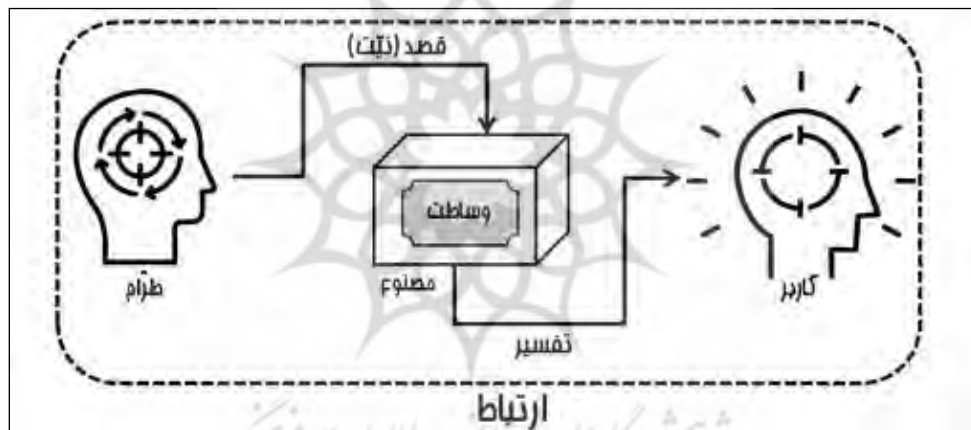 قصد (نیّت)
وساطت
طرّاح
مصنوع
کاربر
تفسیر
ارتباط